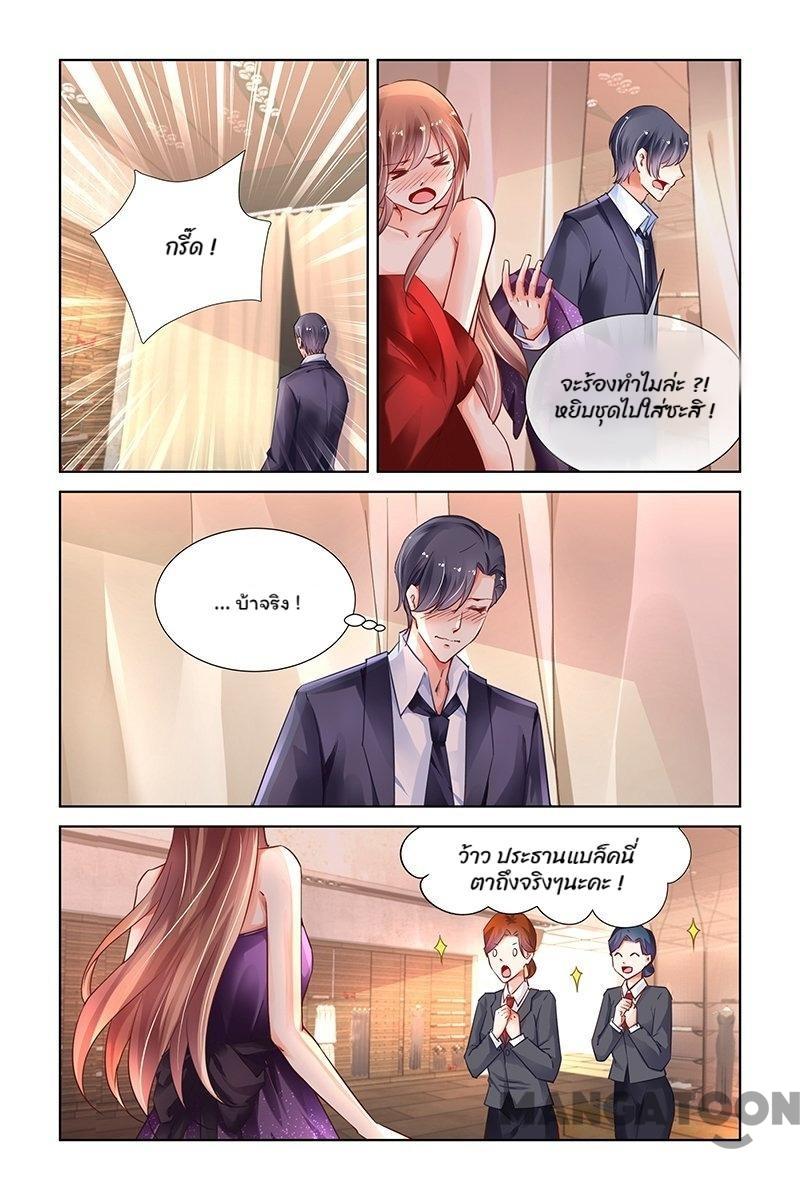 กรี๊ด !
จะร้องทำไมล่ะ ?!
หยิบชุดไปใส่ซะสิ !
... บ้าจริง !
ว้าว ประธานแบล็คนี่
ตาถึงจริงๆนะคะ !
MANGATOON